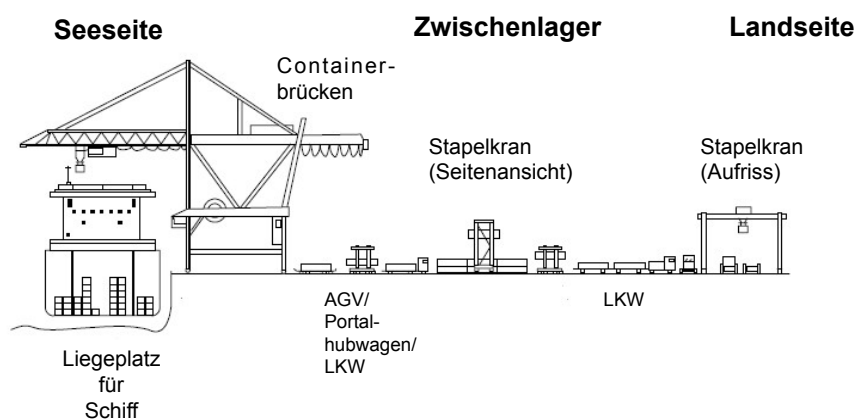 Seeseite
Zwischenlager
Landseite
Container-
brücken
Stapelkran
(Seitenansicht)
Stapelkran
(Aufriss)
AGV/
Portal-
hubwagen/
LKW
LKW
Liegeplatz
für
Schiff